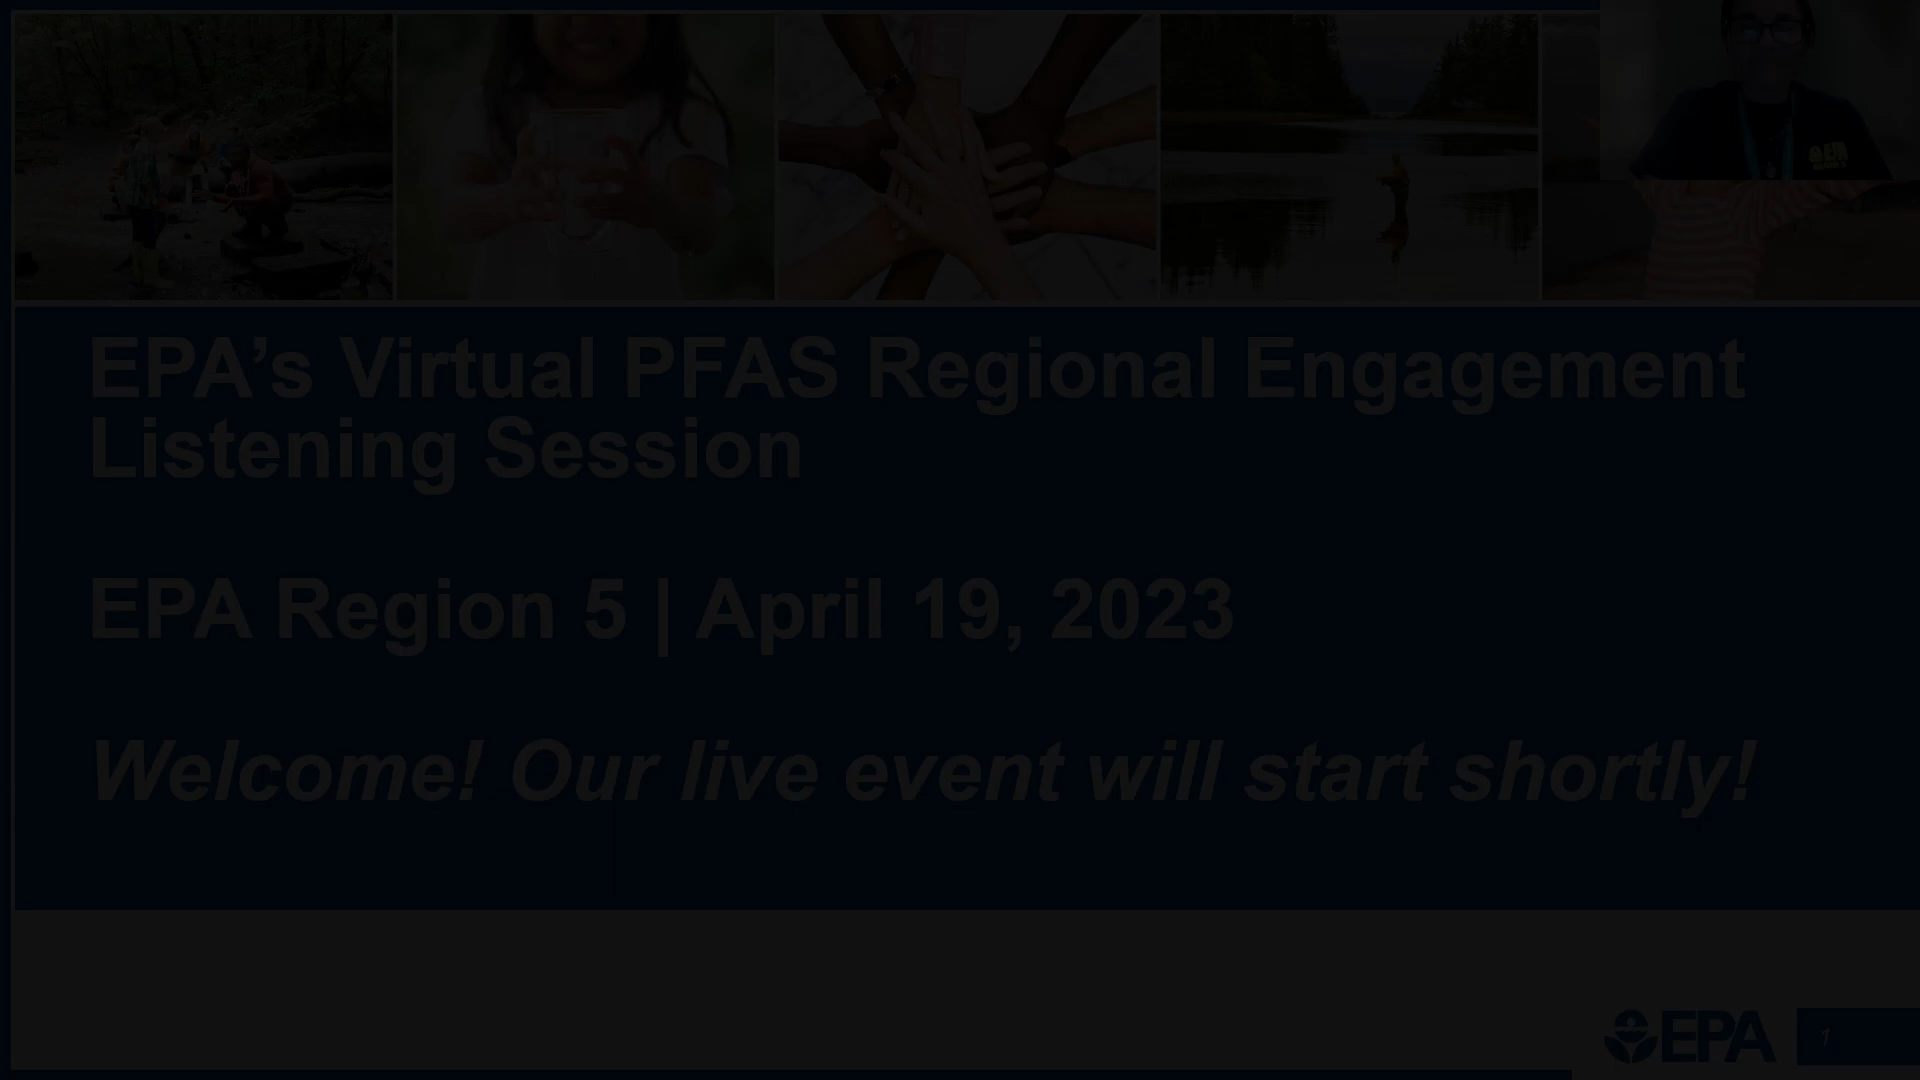 EPA’s Virtual PFAS Regional Engagement
Listening Session
EPA Region 5 | April 19, 2023
Welcome! Our live event will start shortly!
EPA
1